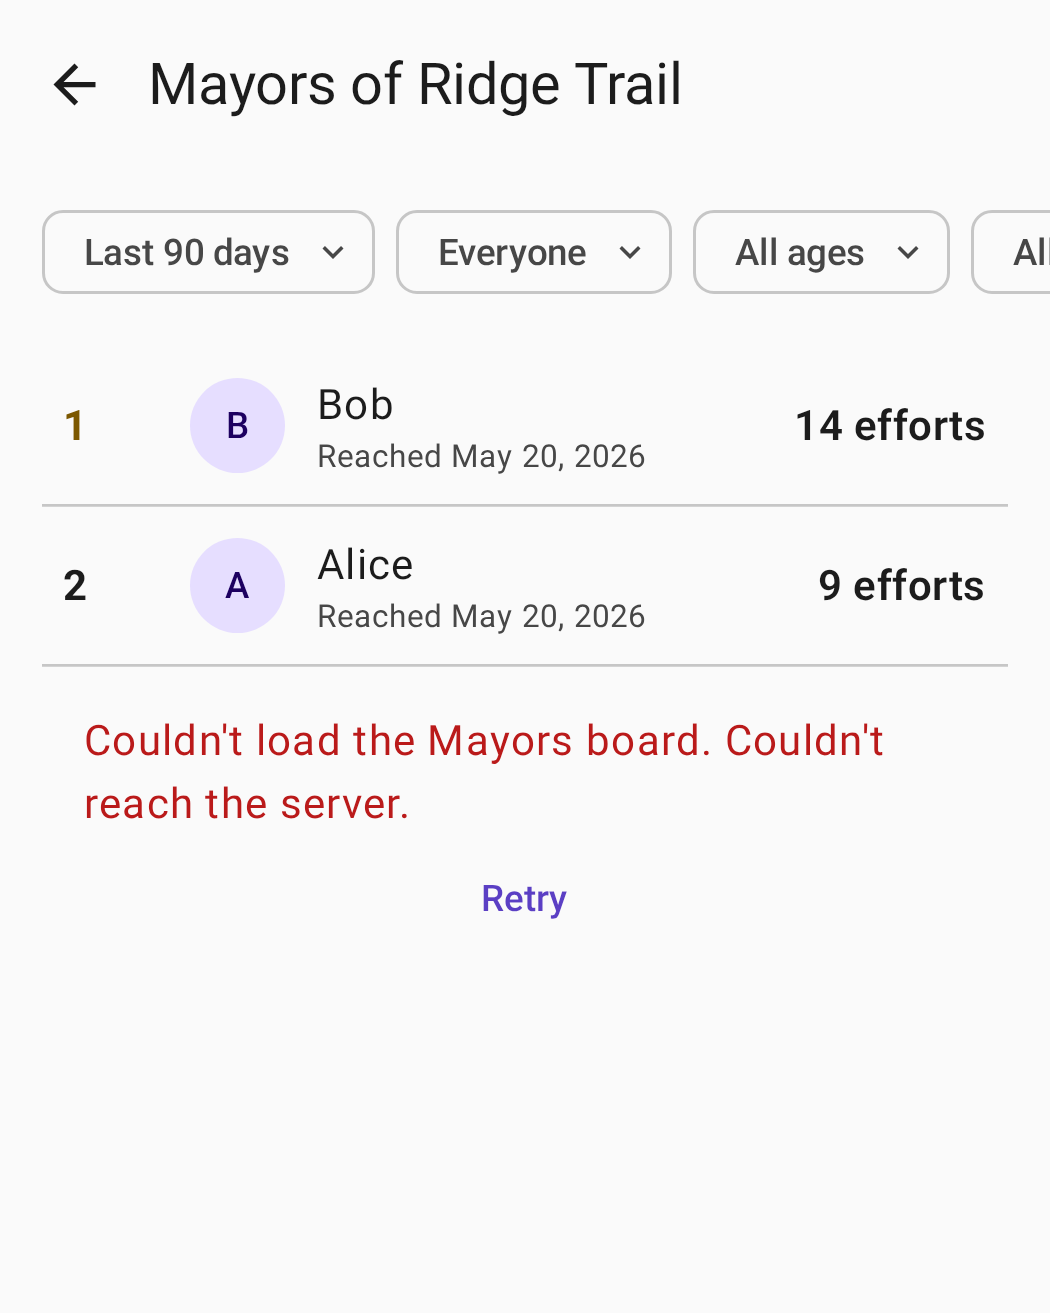 Mayors of Ridge Trail
Last 90 days
Everyone
All ages
All
1
B
Bob
Reached May 20, 2026
14 efforts
2
A
Alice
Reached May 20, 2026
9 efforts
Couldn't load the Mayors board. Couldn't
reach the server.
Retry